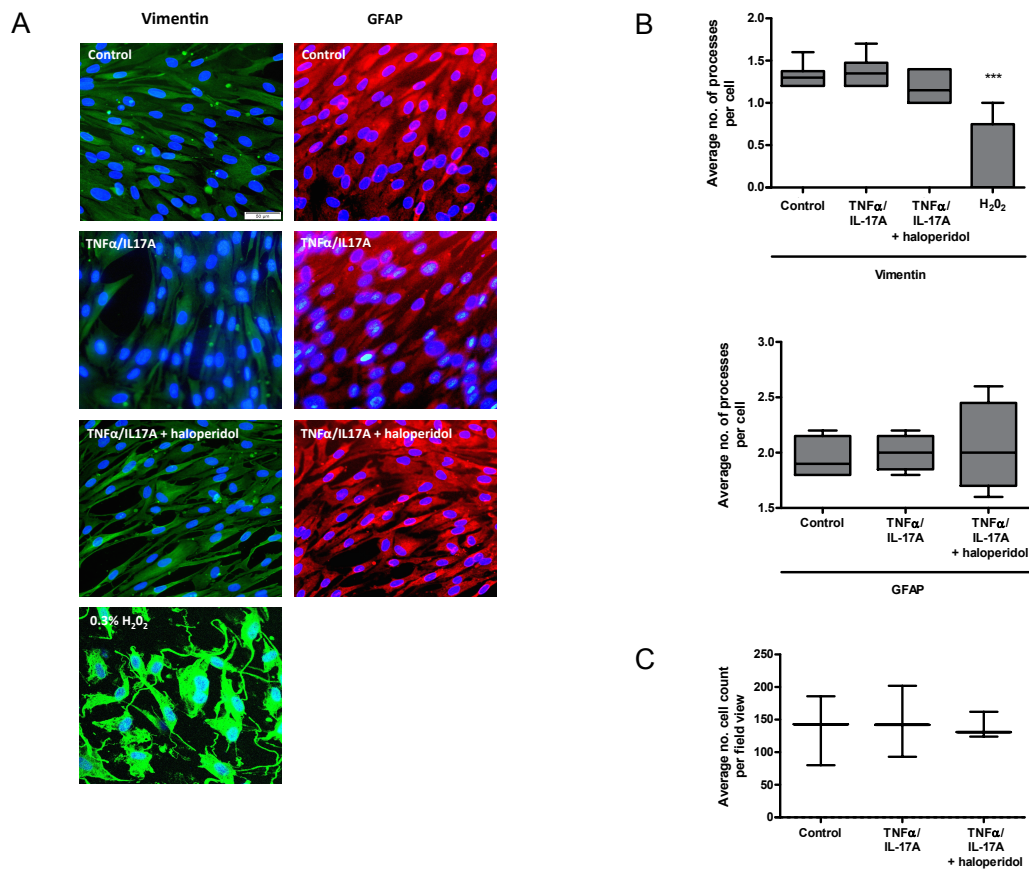 A
Vimentin
GFAP
Control
50 µm
Control
TNFα/IL17A
TNFα/IL17A
TNFα/IL17A + haloperidol
TNFα/IL17A + haloperidol
0.3% H₂0₂
B
Average no. of processes
per cell
2.0
1.5
1.0
0.5
0.0
***
Control
TNFα/
IL-17A
TNFα/
IL-17A
+ haloperidol
H₂0₂
Vimentin
Average no. of processes
per cell
3.0
2.5
2.0
1.5
Control
TNFα/
IL-17A
TNFα/
IL-17A
+ haloperidol
GFAP
C
Average no. cell count
per field view
250
200
150
100
50
0
Control
TNFα/
IL-17A
TNFα/
IL-17A
+ haloperidol